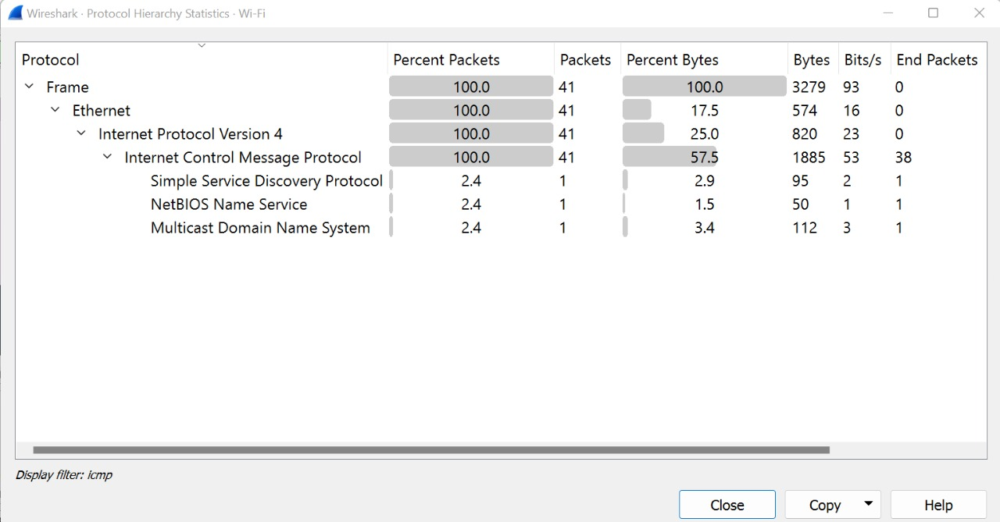 Wireshark · Protocol Hierarchy Statistics · Wi-Fi
Protocol Percent Packets Packets Percent Bytes Bytes Bits/s End Packets
Frame 100.0 41 100.0 3279 93 0
Ethernet 100.0 41 17.5 574 16 0
Internet Protocol Version 4 100.0 41 25.0 820 23 0
Internet Control Message Protocol 100.0 41 57.5 1885 53 38
Simple Service Discovery Protocol 2.4 1 2.9 95 2 1
NetBIOS Name Service 2.4 1 1.5 50 1 1
Multicast Domain Name System 2.4 1 3.4 112 3 1
Display filter: icmp
Close Copy Help